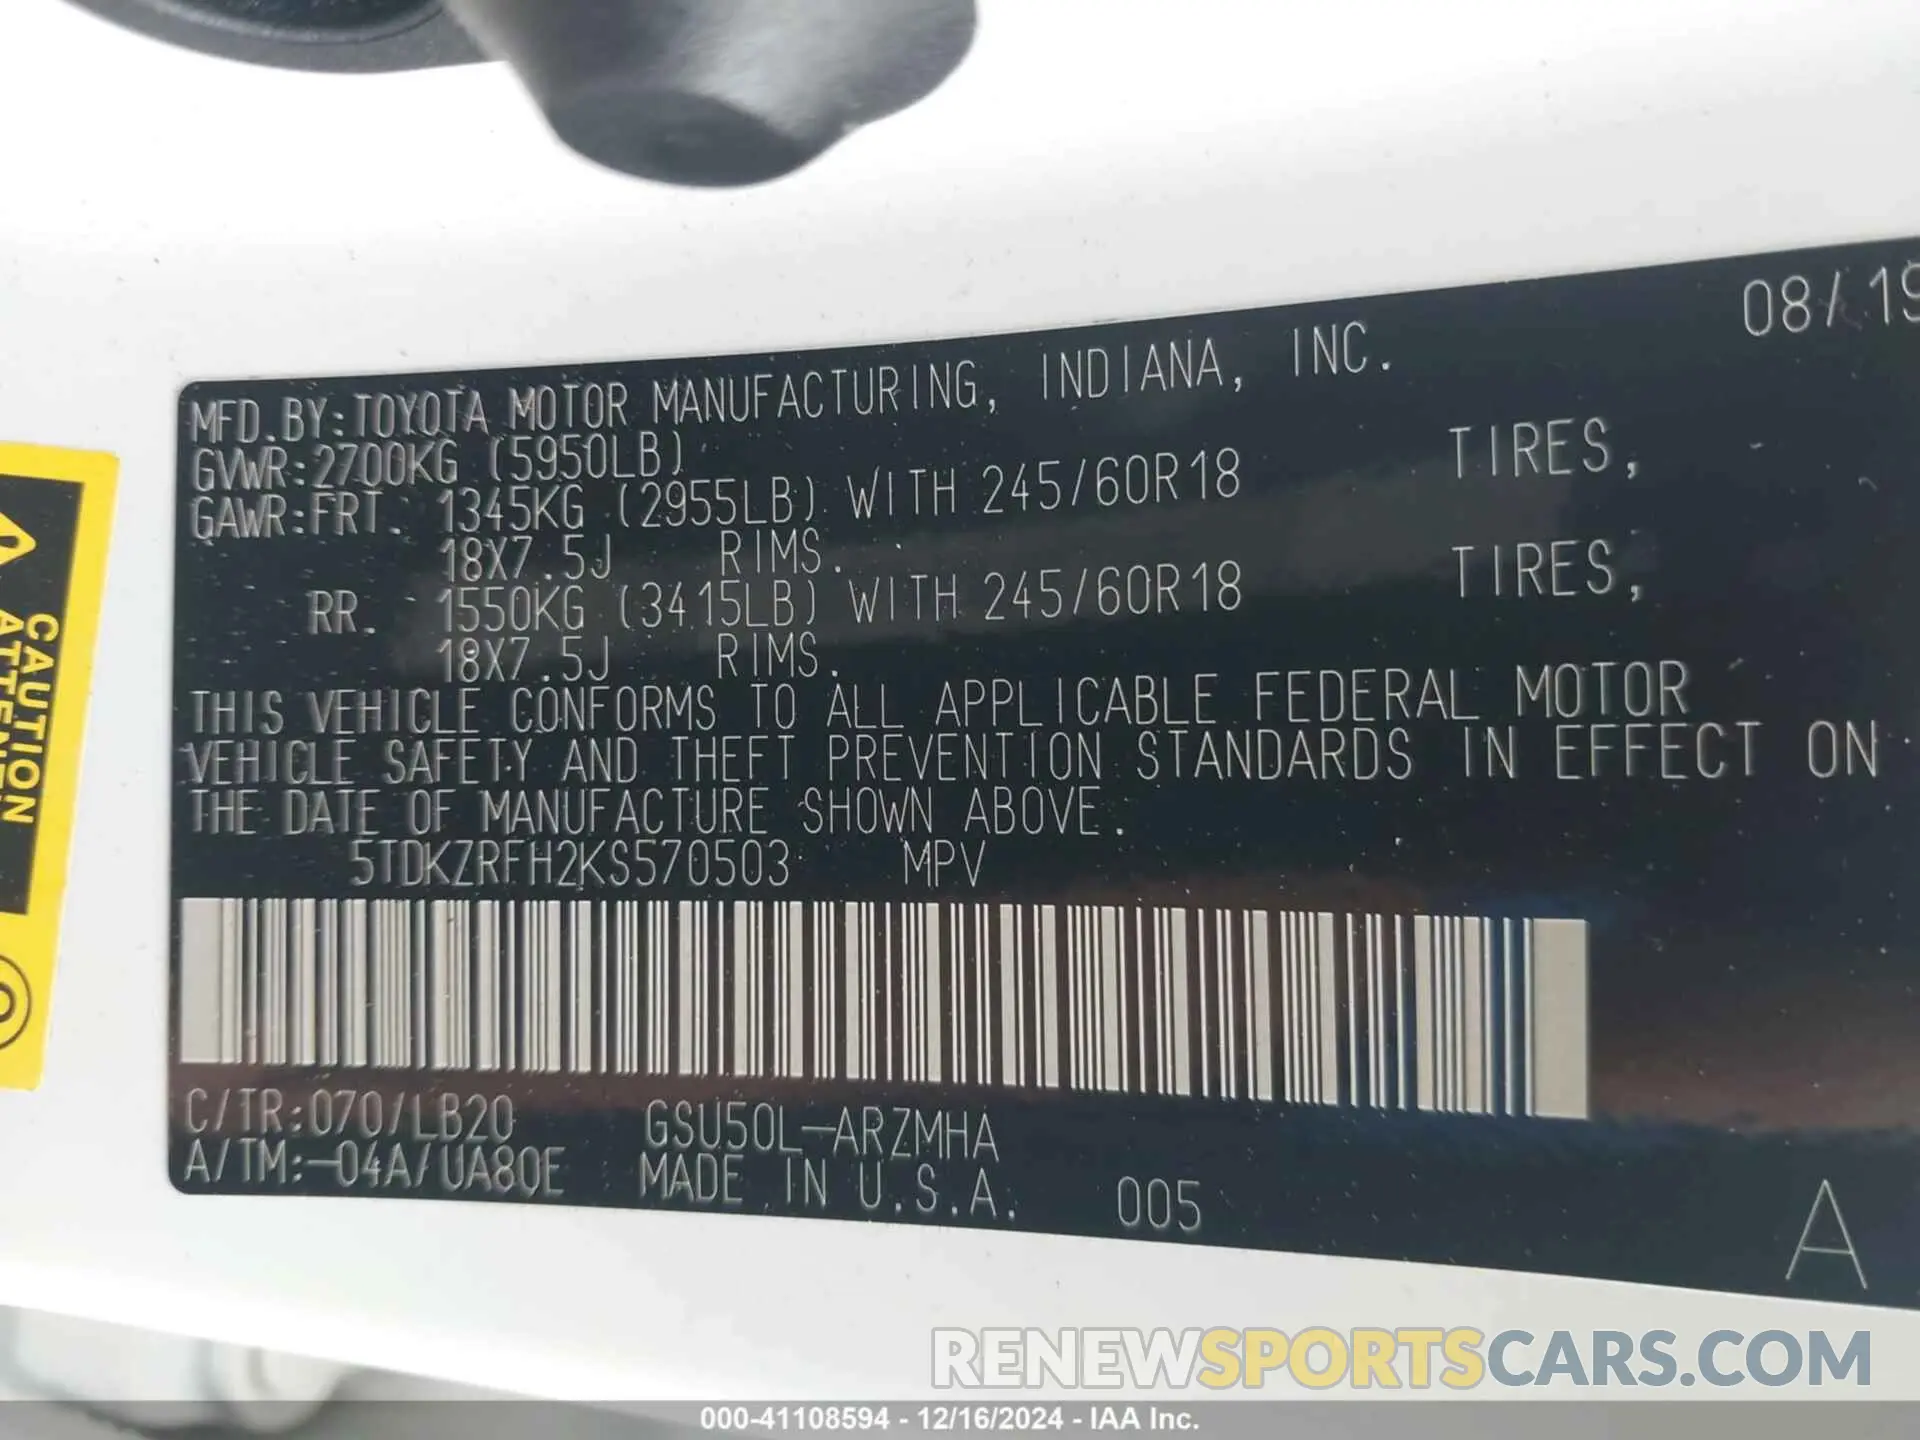 08/19
MFD.BY:TOYOTA MOTOR MANUFACTURING, INDIANA, INC.
GVWR:2700KG (5950LB)
GAWR:FRT. 1345KG (2955LB) WITH 245/60R18 TIRES,
18X7.5J RIMS.
RR. 1550KG (3415LB) WITH 245/60R18 TIRES,
18X7.5J RIMS.
THIS VEHICLE CONFORMS TO ALL APPLICABLE FEDERAL MOTOR
VEHICLE SAFETY AND THEFT PREVENTION STANDARDS IN EFFECT ON
THE DATE OF MANUFACTURE SHOWN ABOVE.
5TDKZRFH2KS570503 MPV
C/TR:070/LB20 GSU50L-ARZMHA
A/TM:-04A/UA80E MADE IN U.S.A. 005
A
CAUTION
RENEWSPORTSCARS.COM
000-41108594 - 12/16/2024 - IAA Inc.